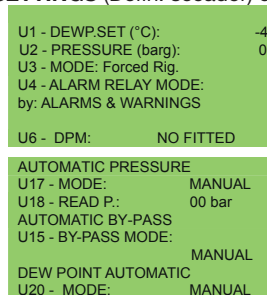 U1 - DEWP.SET (°C): -4
U2 - PRESSURE (barg): 0
U3 - MODE: Forced Rig.
U4 - ALARM RELAY MODE:
by: ALARMS & WARNINGS
U6 - DPM: NO FITTED
AUTOMATIC PRESSURE
U17 - MODE: MANUAL
U18 - READ P.: 00 bar
AUTOMATIC BY-PASS
U15 - BY-PASS MODE:
MANUAL
DEW POINT AUTOMATIC
U20 - MODE: MANUAL